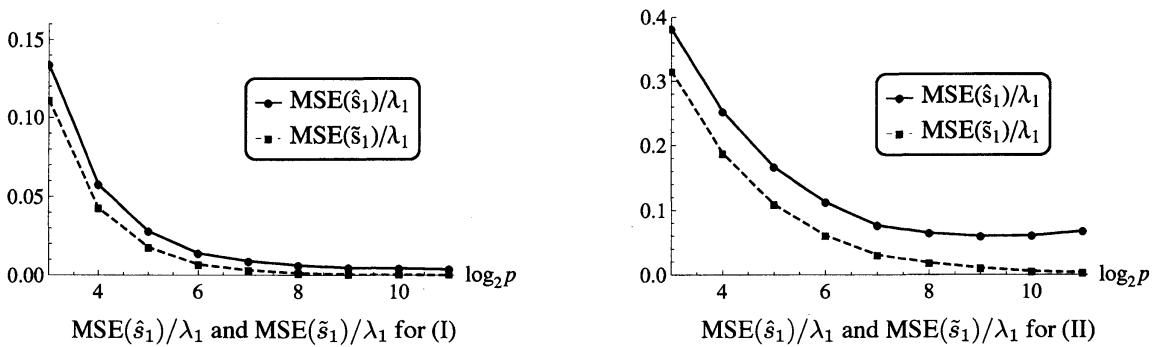 0.15
0.10
0.05
0.00
4
6
8
10
log₂p
MSE(ŝ₁)/λ₁
MSE(s̃₁)/λ₁
MSE(ŝ₁)/λ₁ and MSE(s̃₁)/λ₁ for (I)
0.4
0.3
0.2
0.1
0.0
4
6
8
10
log₂p
MSE(ŝ₁)/λ₁
MSE(s̃₁)/λ₁
MSE(ŝ₁)/λ₁ and MSE(s̃₁)/λ₁ for (II)